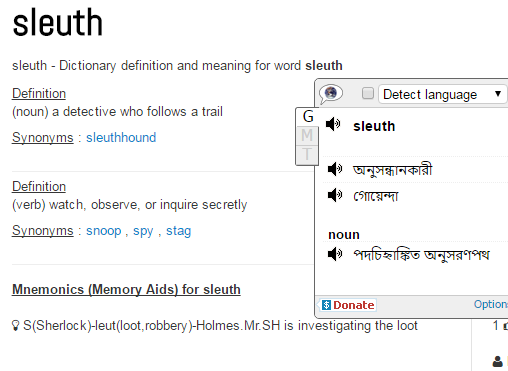 sleuth
sleuth - Dictionary definition and meaning for word sleuth
Definition
(noun) a detective who follows a trail
Synonyms : sleuthhound
Definition
(verb) watch, observe, or inquire secretly
Synonyms : snoop , spy , stag
Mnemonics (Memory Aids) for sleuth
S(Sherlock)-leut(loot,robbery)-Holmes.Mr.SH is investigating the loot
1
Detect language
G
M
T
sleuth
অনুসন্ধানকারী
গোয়েন্দা
noun
পদচিহ্নাঙ্কিত অনুসরণপথ
$ Donate
Option